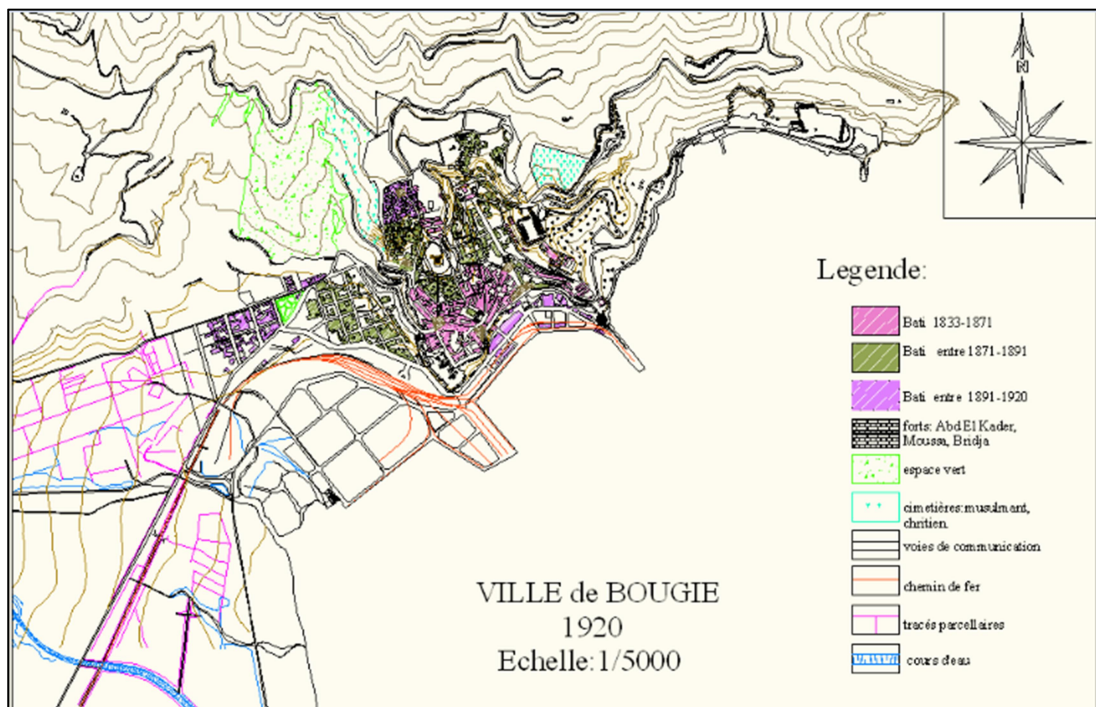 N
Legende:
Bati 1833-1871
Bati entre 1871-1891
Bati entre 1891-1920
forts: Abd El Kader,
Moussa, Bridja
espace vert
cimetières: musulmant,
chritien
voies de communication
chemin de fer
tracés parcellaires
cours d'eau
VILLE de BOUGIE
1920
Echelle: 1/5000